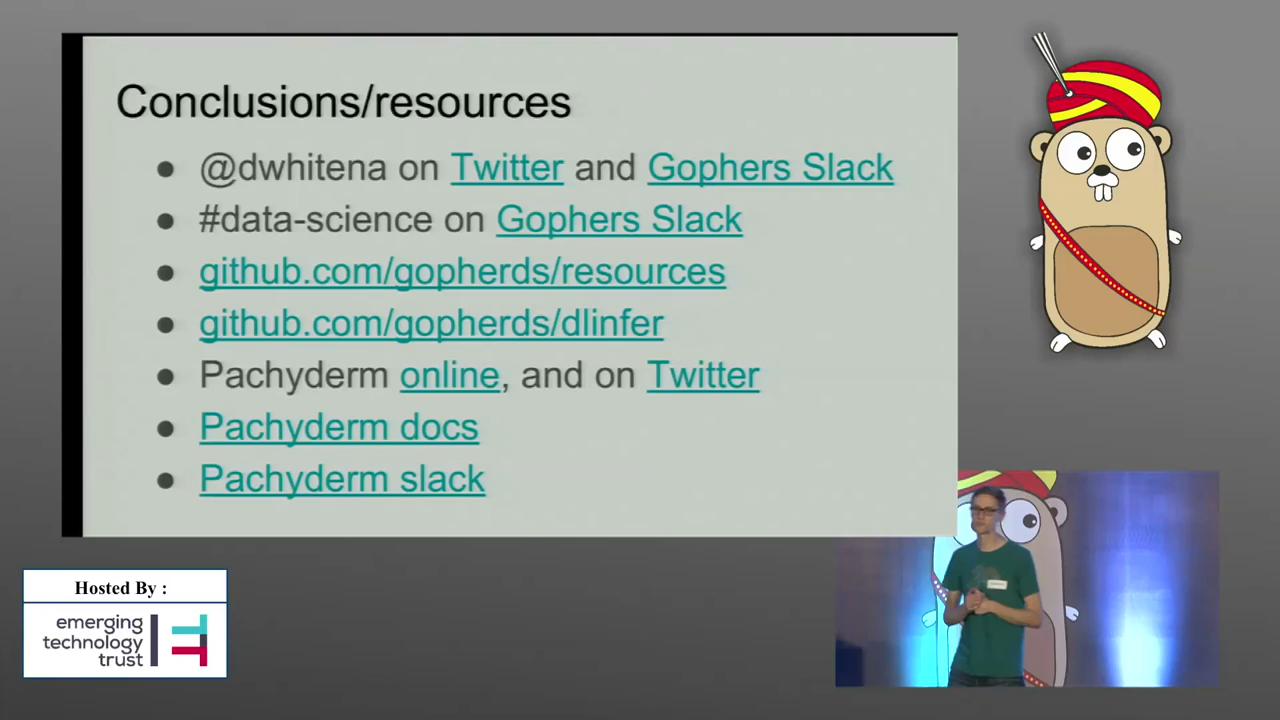 Conclusions/resources
@dwhitena on Twitter and Gophers Slack
#data-science on Gophers Slack
github.com/gopherds/resources
github.com/gopherds/dlinfer
Pachyderm online, and on Twitter
Pachyderm docs
Pachyderm slack
Hosted By :
emerging
technology
trust